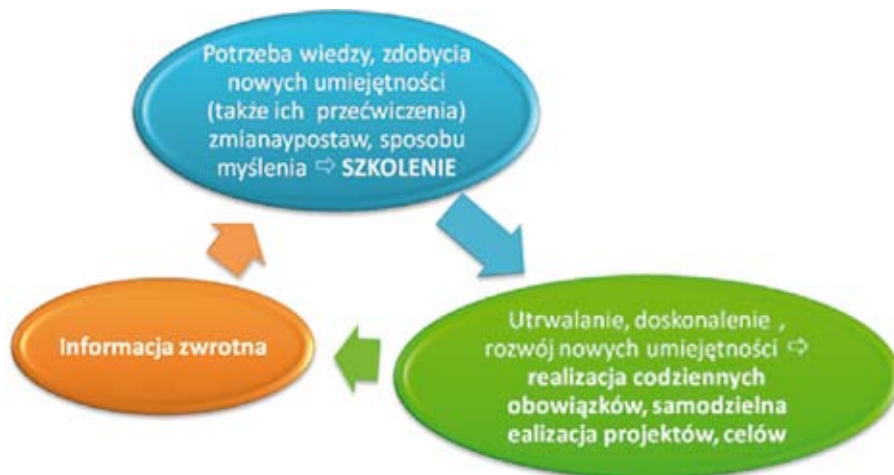 Potrzeba wiedzy, zdobycia
nowych umiejętności
(także ich przećwiczenia)
zmianaypostaw, sposobu
myślenia ⇨ SZKOLENIE
Utrwalanie, doskonalenie ,
rozwój nowych umiejętności ⇨
realizacja codziennych
obowiązków, samodzielna
ealizacja projektów, celów
Informacja zwrotna